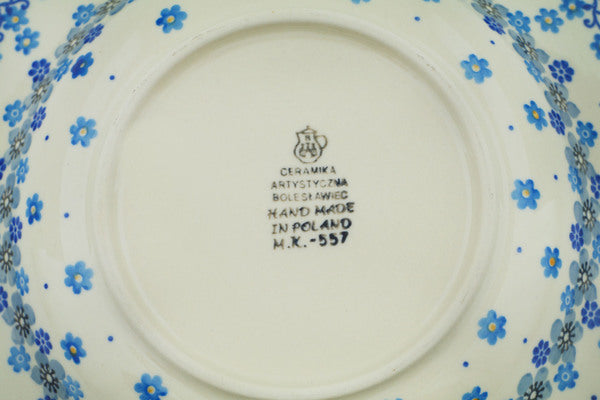 CERAMIKA
ARTYSTYCZNA
BOLESŁAWIEC
HAND MADE
IN POLAND
M.K.-557